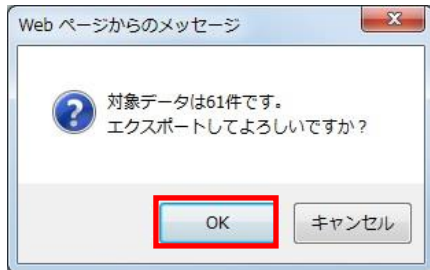 Web ページからのメッセージ
対象データは61件です。
エクスポートしてよろしいですか？
OK
キャンセル